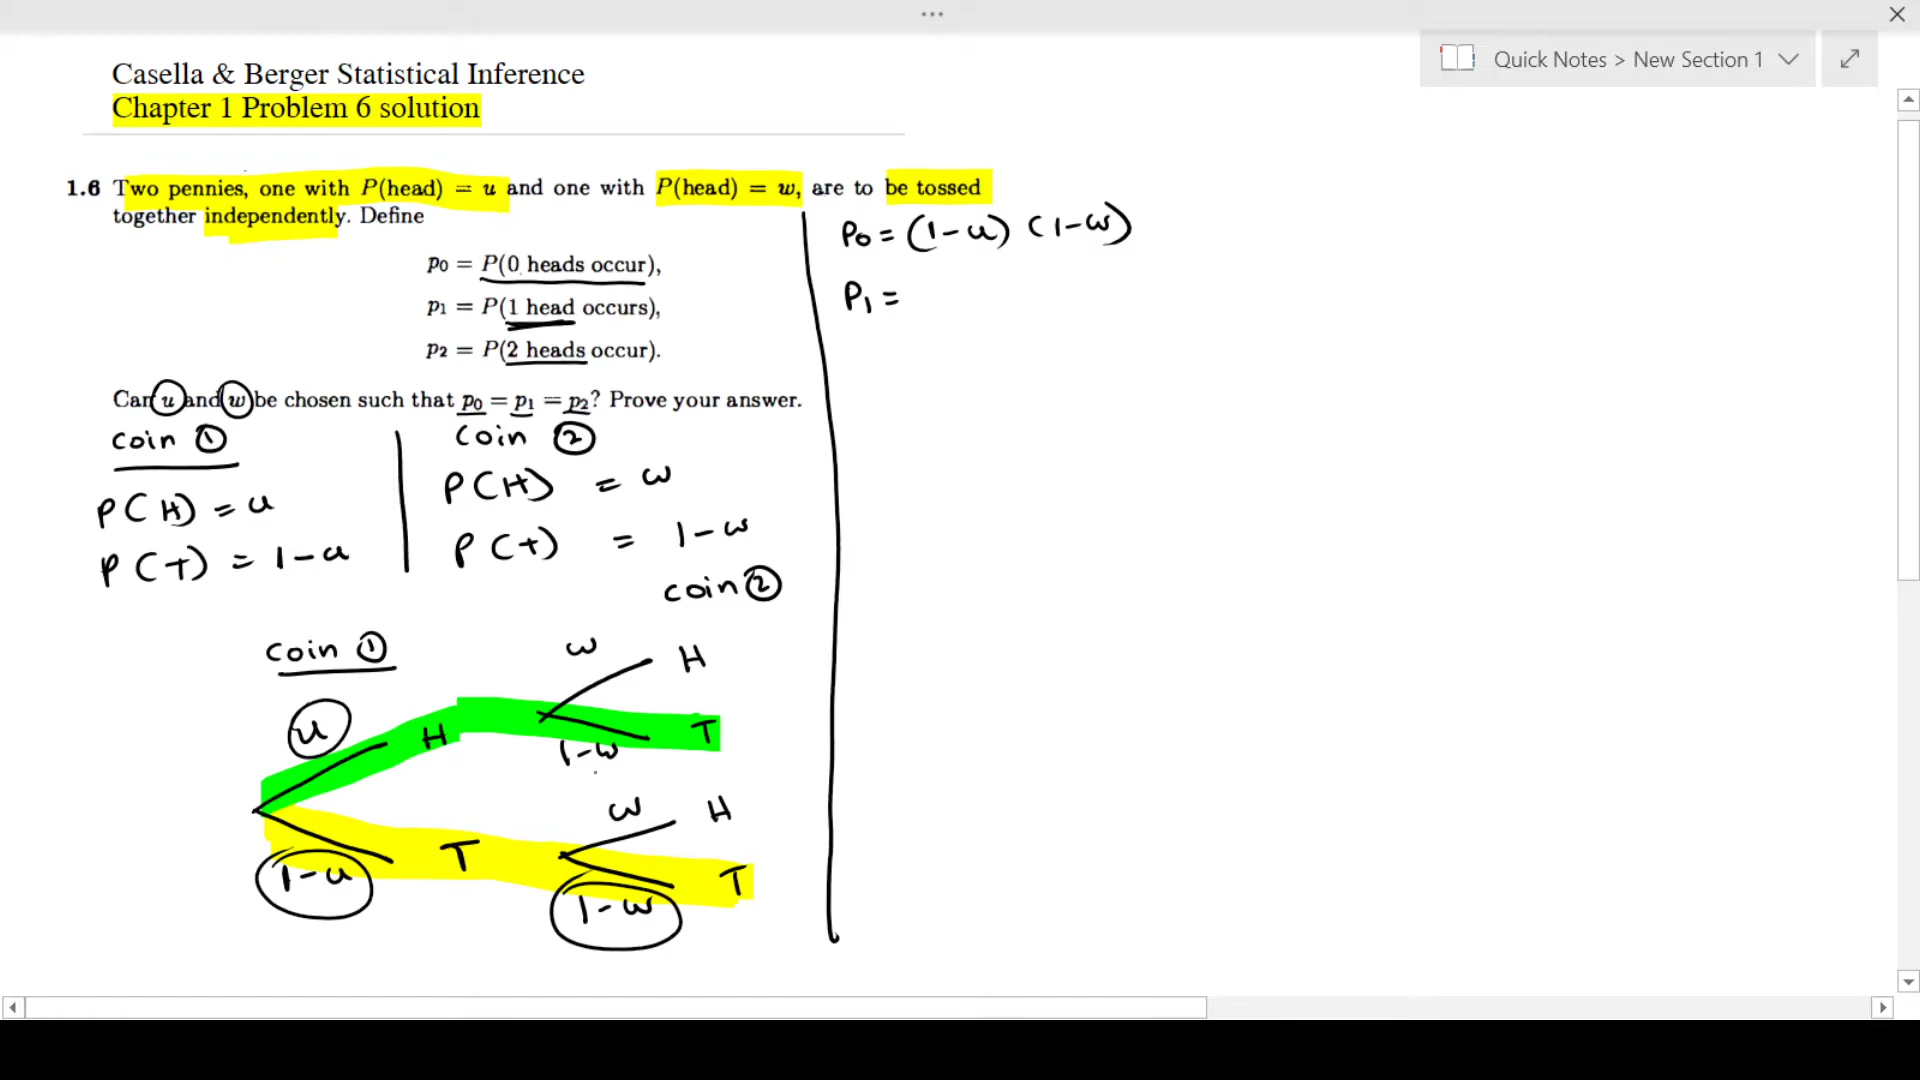 Quick Notes > New Section 1
Casella & Berger Statistical Inference
Chapter 1 Problem 6 solution
1.6 Two pennies, one with P(head) = u and one with P(head) = w, are to be tossed
together independently. Define
p0 = P(0 heads occur),
p1 = P(1 head occurs),
p2 = P(2 heads occur).
Can u and w be chosen such that p0 = p1 = p2? Prove your answer.
coin ①
P(H) = u
P(T) = 1-u
coin ②
P(H) = w
P(T) = 1-w
coin ①
coin ②
u
H
w
H
1-w
T
1-u
T
w
H
1-w
T
P0 = (1-u) (1-w)
P1 =